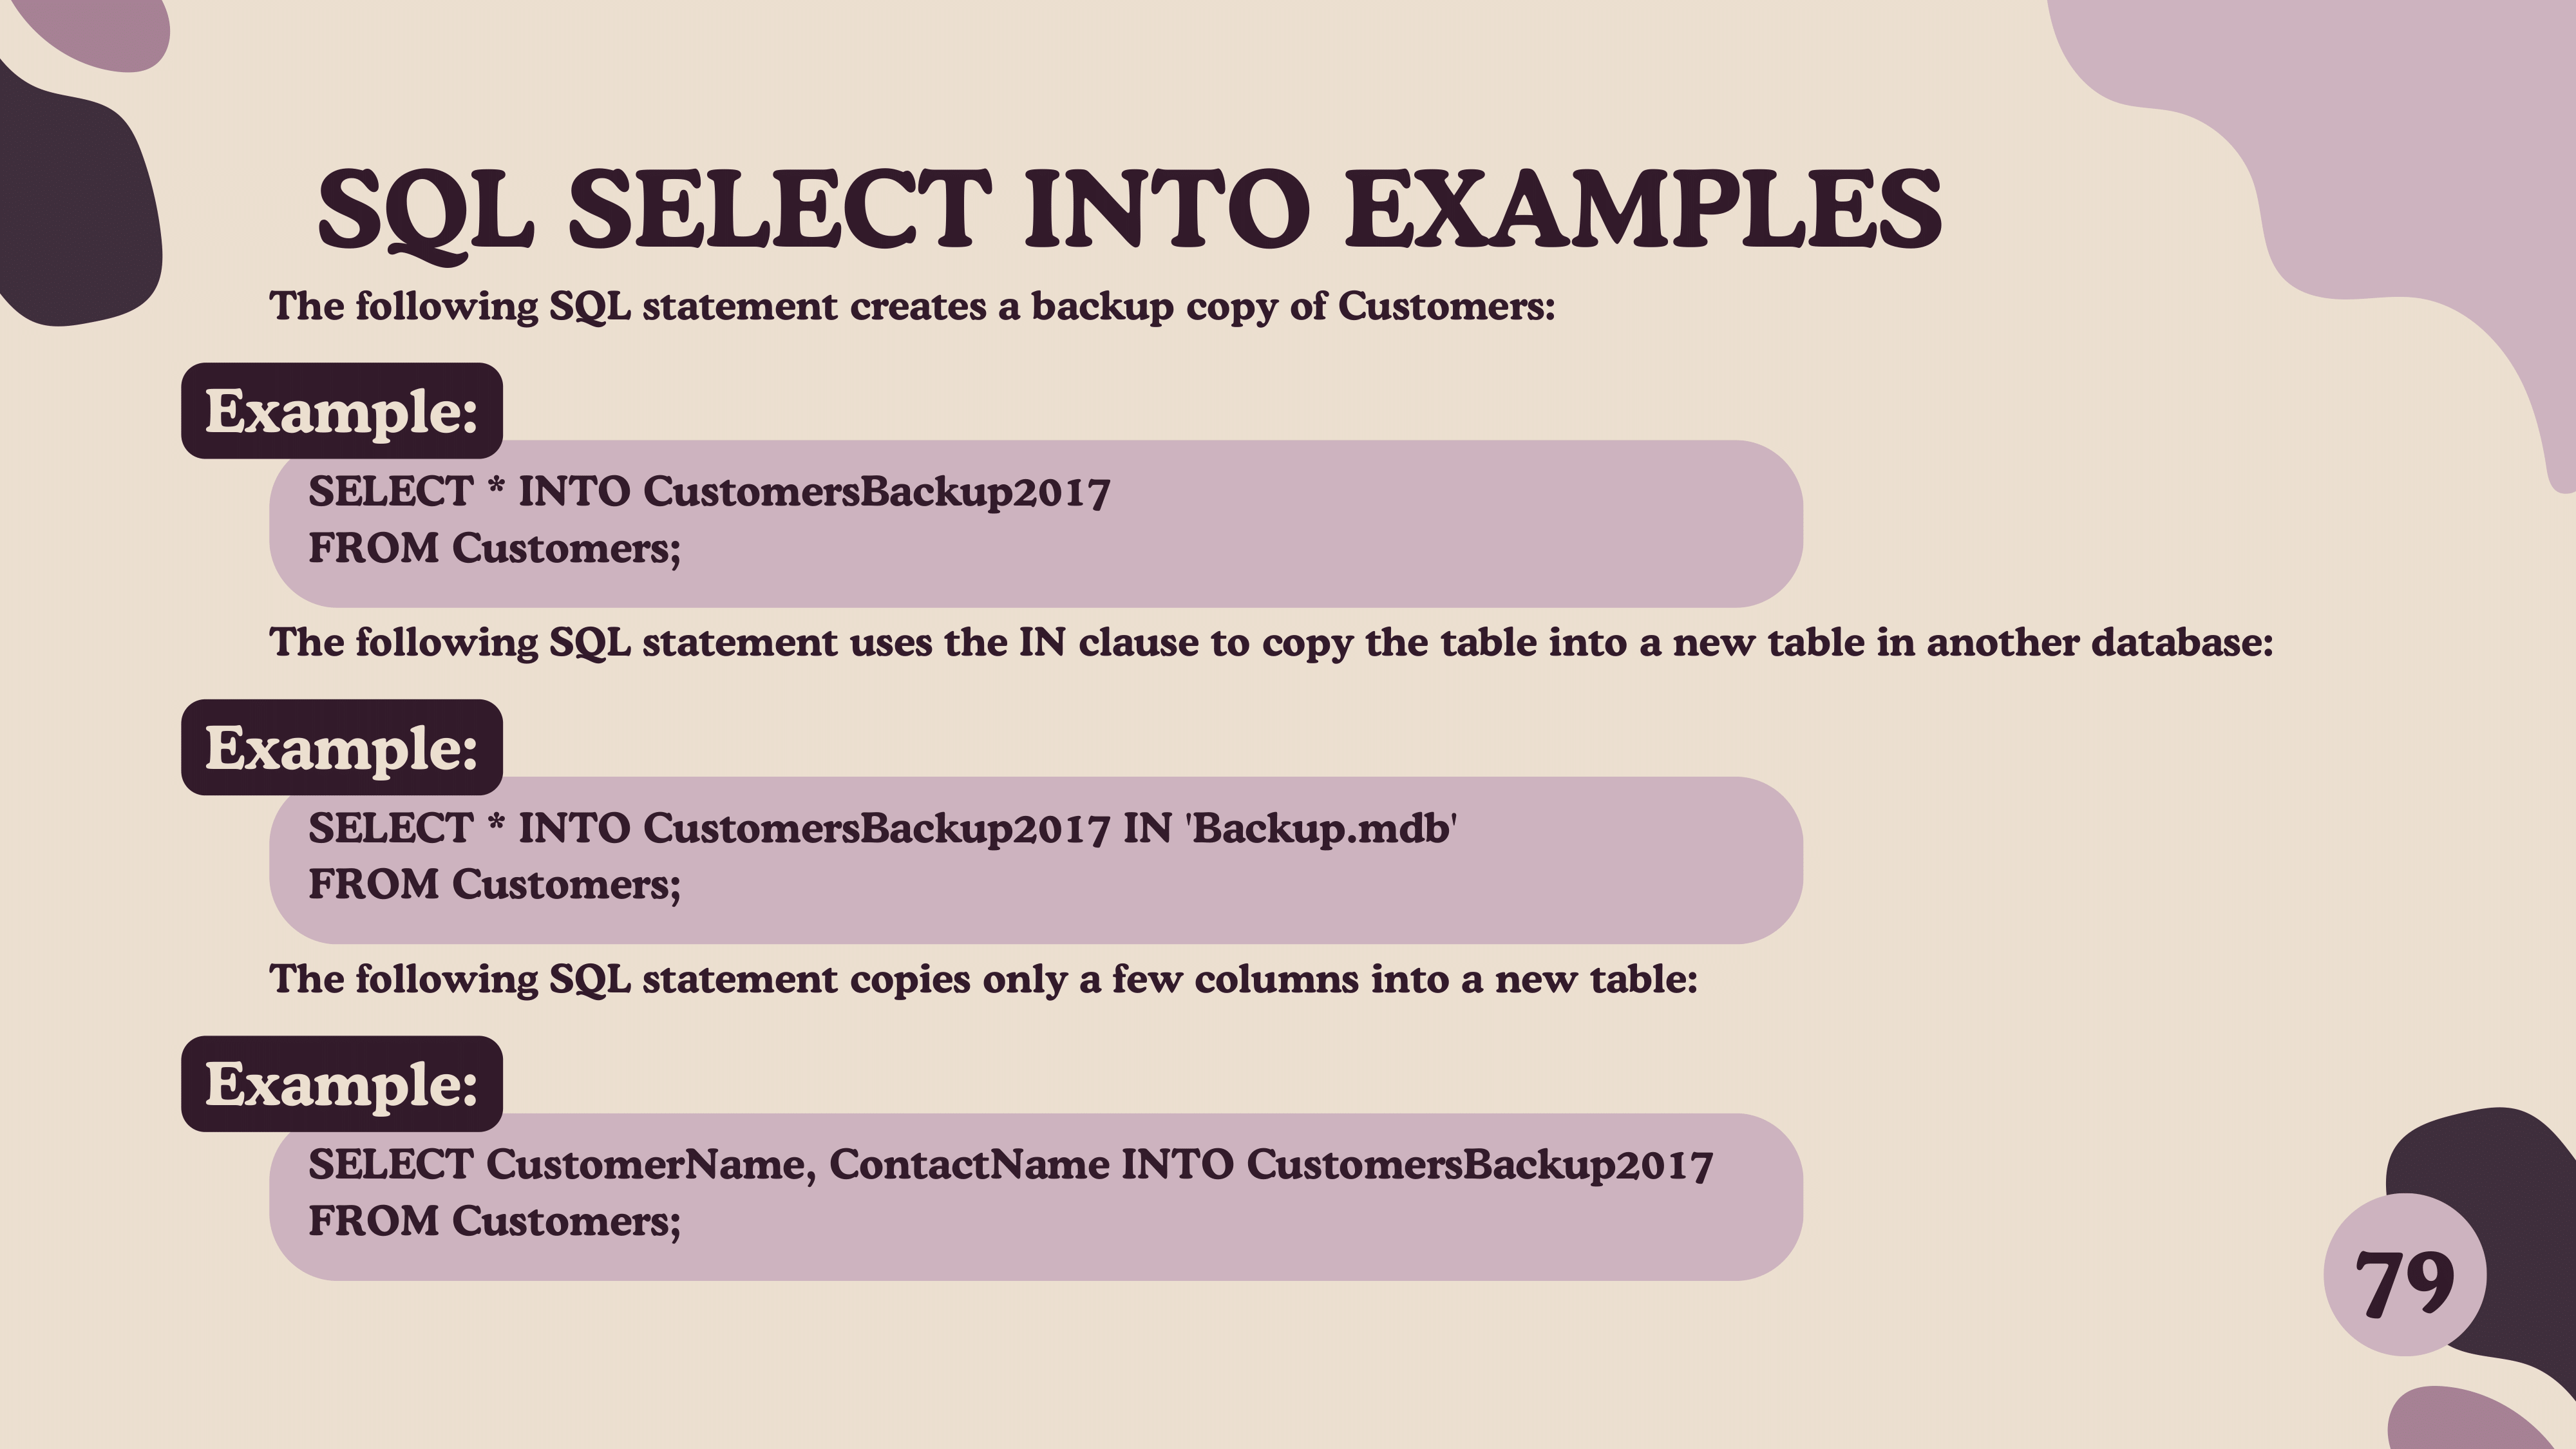 SQL SELECT INTO EXAMPLES
The following SQL statement creates a backup copy of Customers:
Example:
SELECT * INTO CustomersBackup2017
FROM Customers;
The following SQL statement uses the IN clause to copy the table into a new table in another database:
Example:
SELECT * INTO CustomersBackup2017 IN 'Backup.mdb'
FROM Customers;
The following SQL statement copies only a few columns into a new table:
Example:
SELECT CustomerName, ContactName INTO CustomersBackup2017
FROM Customers;
79